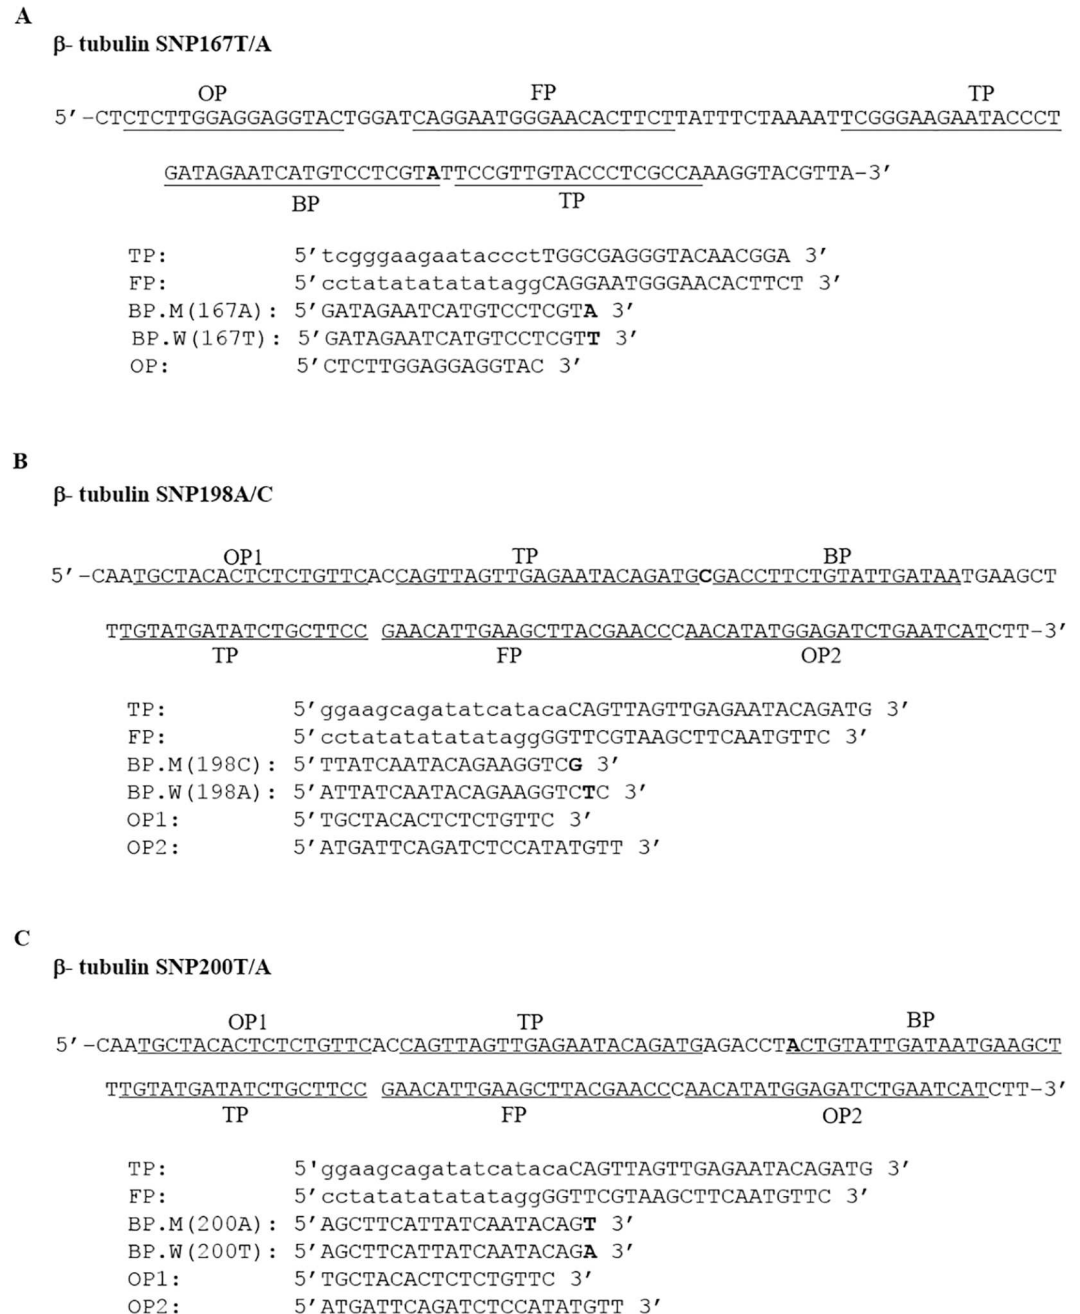 A
β- tubulin SNP167T/A
OP FP TP
5′-CTCTCTTGGAGGAGGTACTGGATCAGGAATGGGAACACTTCTTATTTCTAAAATTCGGGAAGAATACCCT
GATAGAATCATGTCCTCGTATTCCGTTGTACCCTCGCCAAAGGTACGTTA-3′
BP TP
TP: 5′tcgggaagaataccctTGGCGAGGGTACAACGGA 3′
FP: 5′cctatatatatataggCAGGAATGGGAACACTTCT 3′
BP.M(167A): 5′GATAGAATCATGTCCTCGTA 3′
BP.W(167T): 5′GATAGAATCATGTCCTCGTT 3′
OP: 5′CTCTTGGAGGAGGTAC 3′
B
β- tubulin SNP198A/C
OP1 TP BP
5′-CAATGCTACACTCTCTGTTCACCAGTTAGTTGAGAATACAGATGCGACCTTCTGTATTGATAATGAAGCT
TTGTATGATATCTGCTTCC GAACATTGAAGCTTACGAACCCAACATATGGAGATCTGAATCATCTT-3′
TP FP OP2
TP: 5′ggaagcagatatcatacaCAGTTAGTTGAGAATACAGATG 3′
FP: 5′cctatatatatataggGGTTCGTAAGCTTCAATGTTC 3′
BP.M(198C): 5′TTATCAATACAGAAGGTCG 3′
BP.W(198A): 5′ATTATCAATACAGAAGGTCTC 3′
OP1: 5′TGCTACACTCTCTGTTC 3′
OP2: 5′ATGATTCAGATCTCCATATGTT 3′
C
β- tubulin SNP200T/A
OP1 TP BP
5′-CAATGCTACACTCTCTGTTCACCAGTTAGTTGAGAATACAGATGAGACCTACTGTATTGATAATGAAGCT
TTGTATGATATCTGCTTCC GAACATTGAAGCTTACGAACCCAACATATGGAGATCTGAATCATCTT-3′
TP FP OP2
TP: 5'ggaagcagatatcatacaCAGTTAGTTGAGAATACAGATG 3′
FP: 5′cctatatatatataggGGTTCGTAAGCTTCAATGTTC 3′
BP.M(200A): 5′AGCTTCATTATCAATACAGT 3′
BP.W(200T): 5′AGCTTCATTATCAATACAGA 3′
OP1: 5′TGCTACACTCTCTGTTC 3′
OP2: 5′ATGATTCAGATCTCCATATGTT 3′